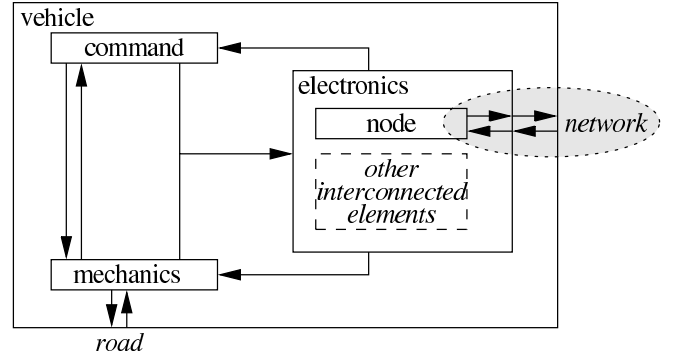 vehicle
command
electronics
node
network
other
interconnected
elements
mechanics
road